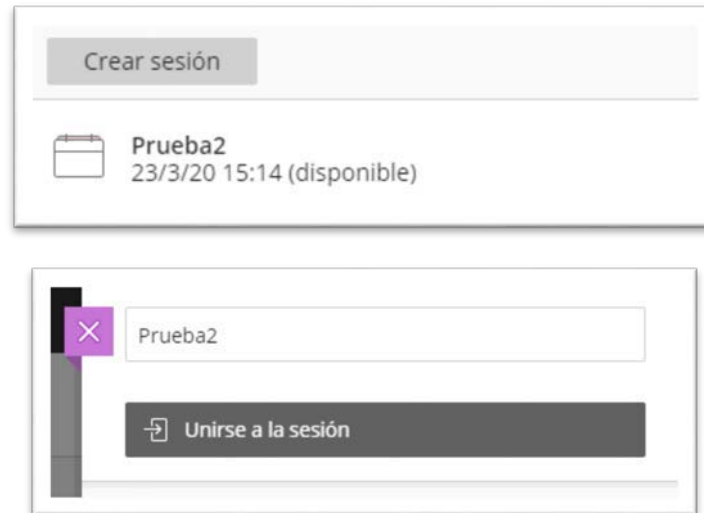 Crear sesión
Prueba2
23/3/20 15:14 (disponible)
Prueba2
Unirse a la sesión